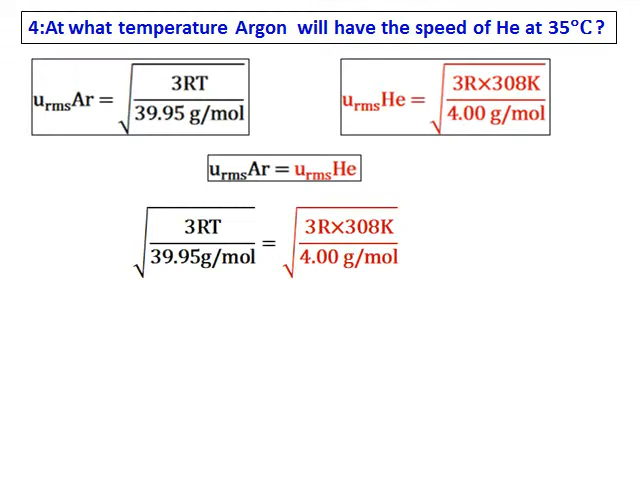 4:At what temperature Argon will have the speed of He at 35°C ?
u_rms Ar = √(3RT / 39.95 g/mol)
u_rms He = √(3R×308K / 4.00 g/mol)
u_rms Ar = u_rms He
√(3RT / 39.95g/mol) = √(3R×308K / 4.00 g/mol)